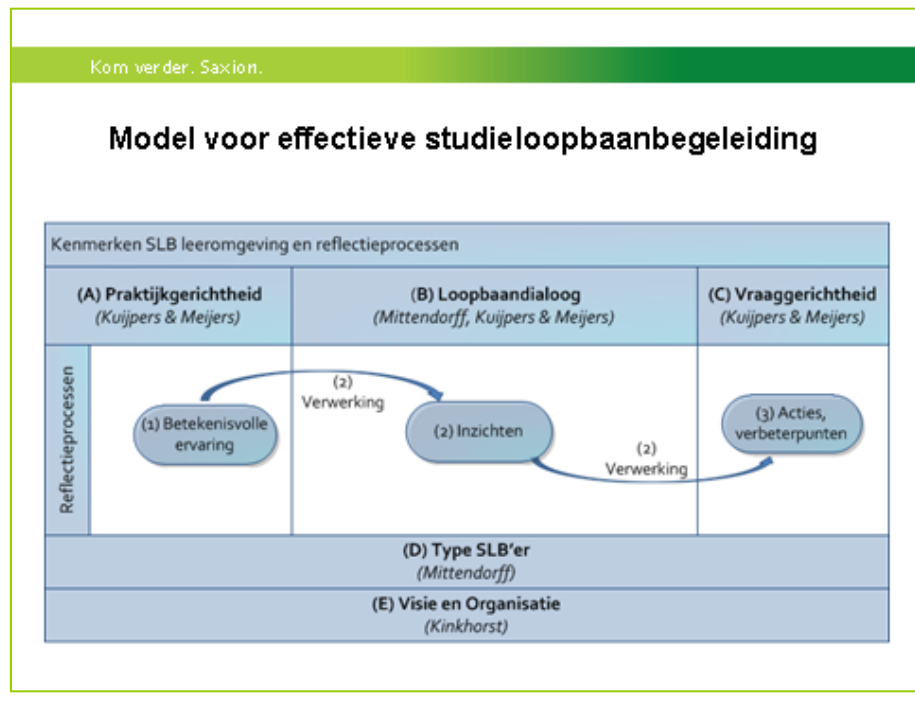 Kom verder. Saxion.
Model voor effectieve studieloopbaanbegeleiding
Kenmerken SLB leeromgeving en reflectieprocessen
(A) Praktijkgerichtheid
(Kuijpers & Meijers)
(B) Loopbaandialoog
(Mittendorff, Kuijpers & Meijers)
(C) Vraaggerichtheid
(Kuijpers & Meijers)
Reflectieprocessen
(1) Betekenisvolle
ervaring
(2)
Verwerking
(2) Inzichten
(2)
Verwerking
(3) Acties,
verbeterpunten
(D) Type SLB'er
(Mittendorff)
(E) Visie en Organisatie
(Kinkhorst)